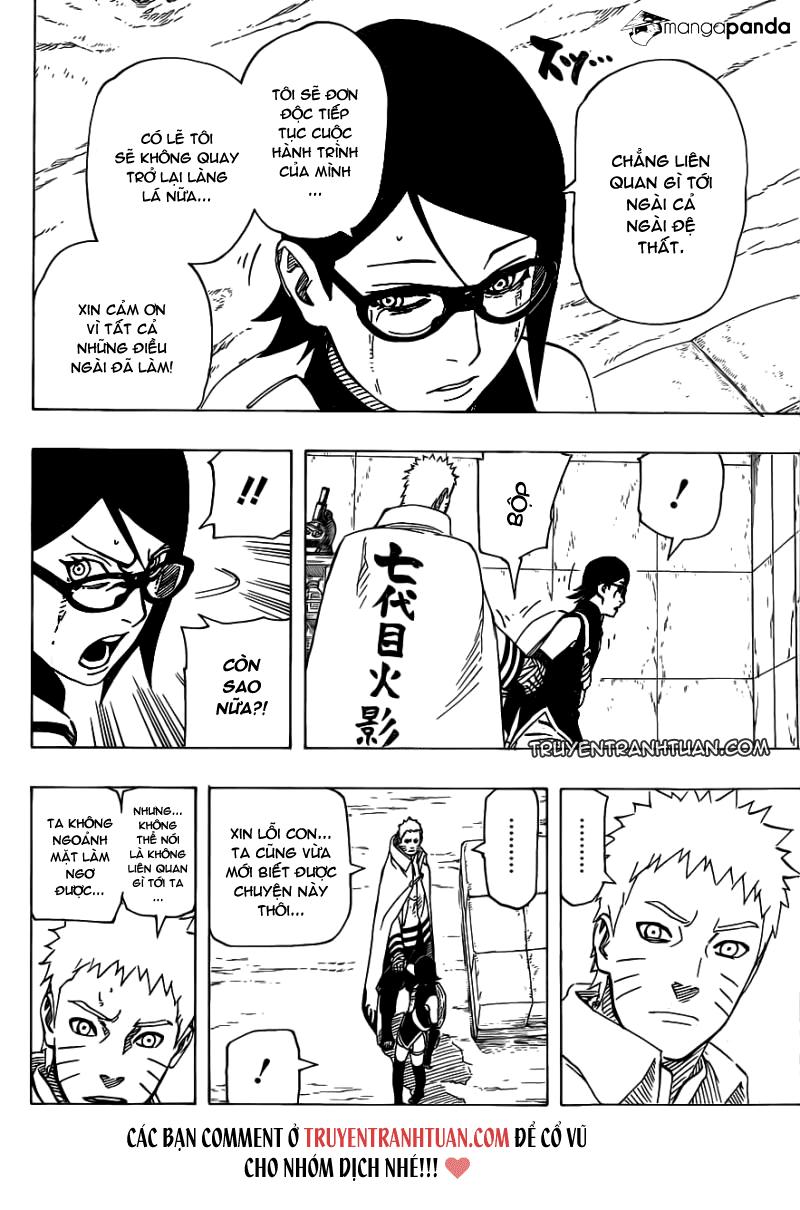 mangapanda
スッ…
CHẲNG LIÊN
QUAN GÌ TỚI
NGÀI CẢ
NGÀI ĐỆ
THẤT.
TÔI SẼ ĐƠN
ĐỘC TIẾP
TỤC CUỘC
HÀNH TRÌNH
CỦA MÌNH
...
CÓ LẼ TÔI
SẼ KHÔNG QUAY
TRỞ LẠI LÀNG
LÁ NỮA...
XIN CẢM ƠN
VÌ TẤT CẢ
NHỮNG ĐIỀU
NGÀI ĐÃ LÀM!
!
BỘP
七代目火影
TRUYENTRANHTUAN.COM
!!
CÒN
SAO
NỮA?!
........
........
XIN LỖI CON...
TA CŨNG VỪA
MỚI BIẾT ĐƯỢC
CHUYỆN NÀY
THÔI...
!
NHƯNG...
KHÔNG
THỂ NÓI
LÀ KHÔNG
LIÊN QUAN
GÌ TỚI TA
...
TA KHÔNG
NGOẢNH
MẶT LÀM
NGƠ
ĐƯỢC...
CÁC BẠN COMMENT Ở TRUYENTRANHTUAN.COM ĐỂ CỔ VŨ
CHO NHÓM DỊCH NHÉ!!! ❤